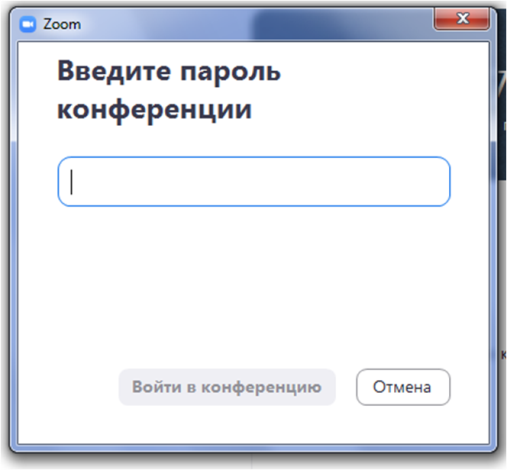 Zoom
Введите пароль
конференции
Войти в конференцию
Отмена